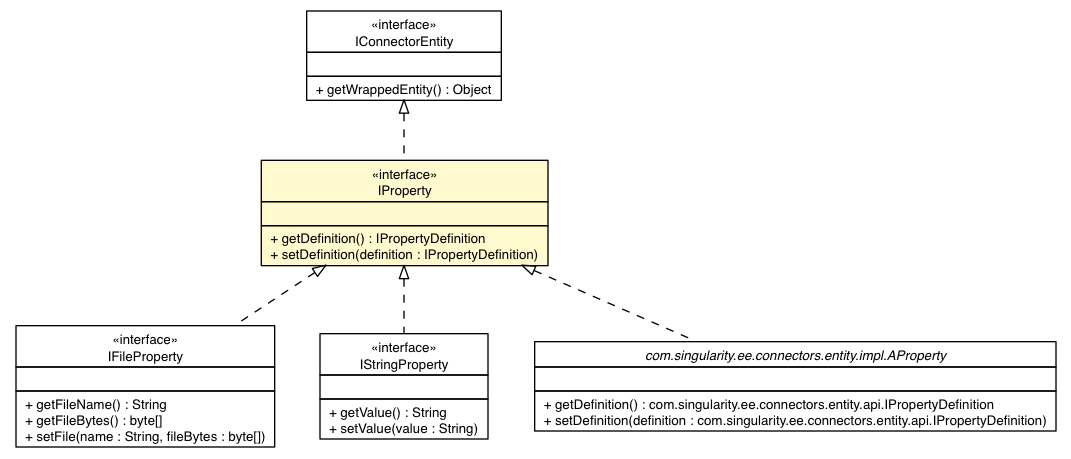 «interface»
IConnectorEntity
+ getWrappedEntity() : Object
«interface»
IProperty
+ getDefinition() : IPropertyDefinition
+ setDefinition(definition : IPropertyDefinition)
«interface»
IFileProperty
+ getFileName() : String
+ getFileBytes() : byte[]
+ setFile(name : String, fileBytes : byte[])
«interface»
IStringProperty
+ getValue() : String
+ setValue(value : String)
com.singularity.ee.connectors.entity.impl.AProperty
+ getDefinition() : com.singularity.ee.connectors.entity.api.IPropertyDefinition
+ setDefinition(definition : com.singularity.ee.connectors.entity.api.IPropertyDefinition)